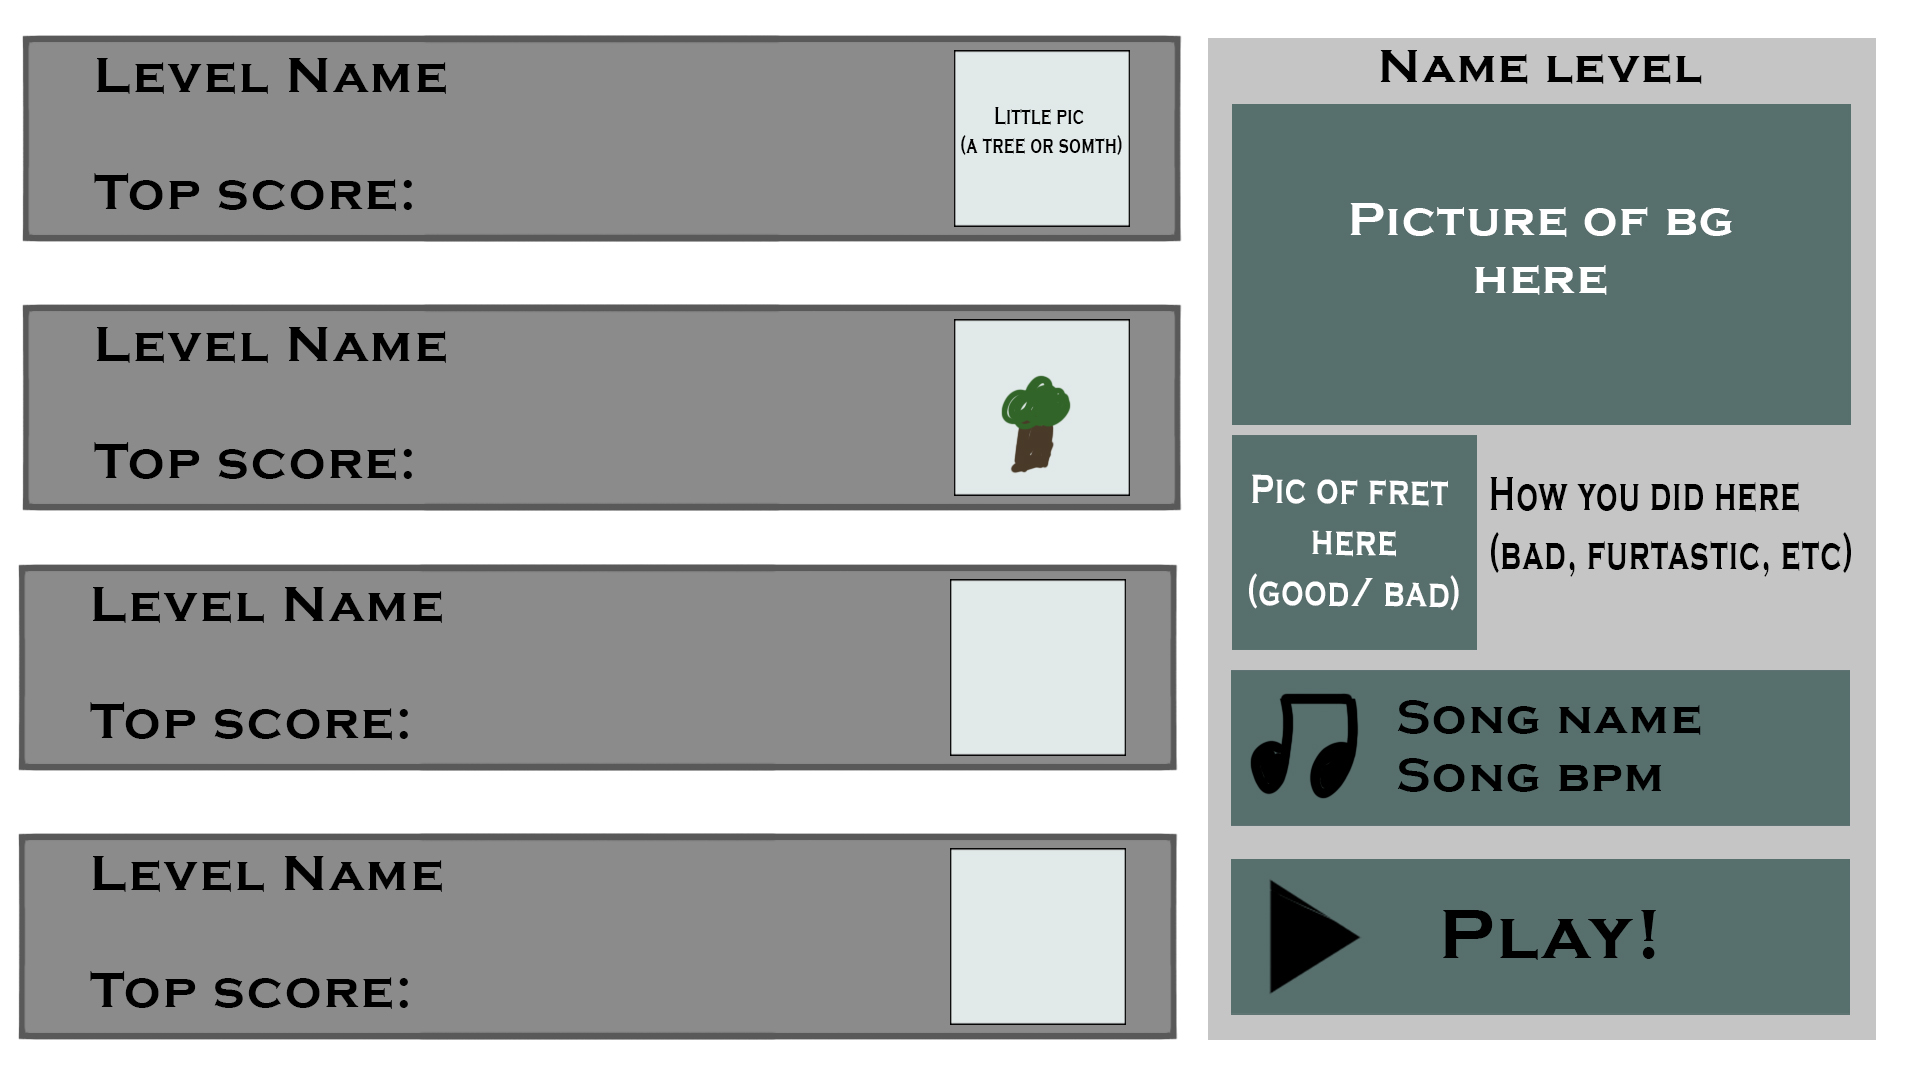 Level Name
Top score:
Little pic
(a tree or somth)
Level Name
Top score:
Level Name
Top score:
Level Name
Top score:
Name level
Picture of bg
here
Pic of fret
here
(good/ bad)
How you did here
(bad, furtastic, etc)
Song name
Song bpm
Play!